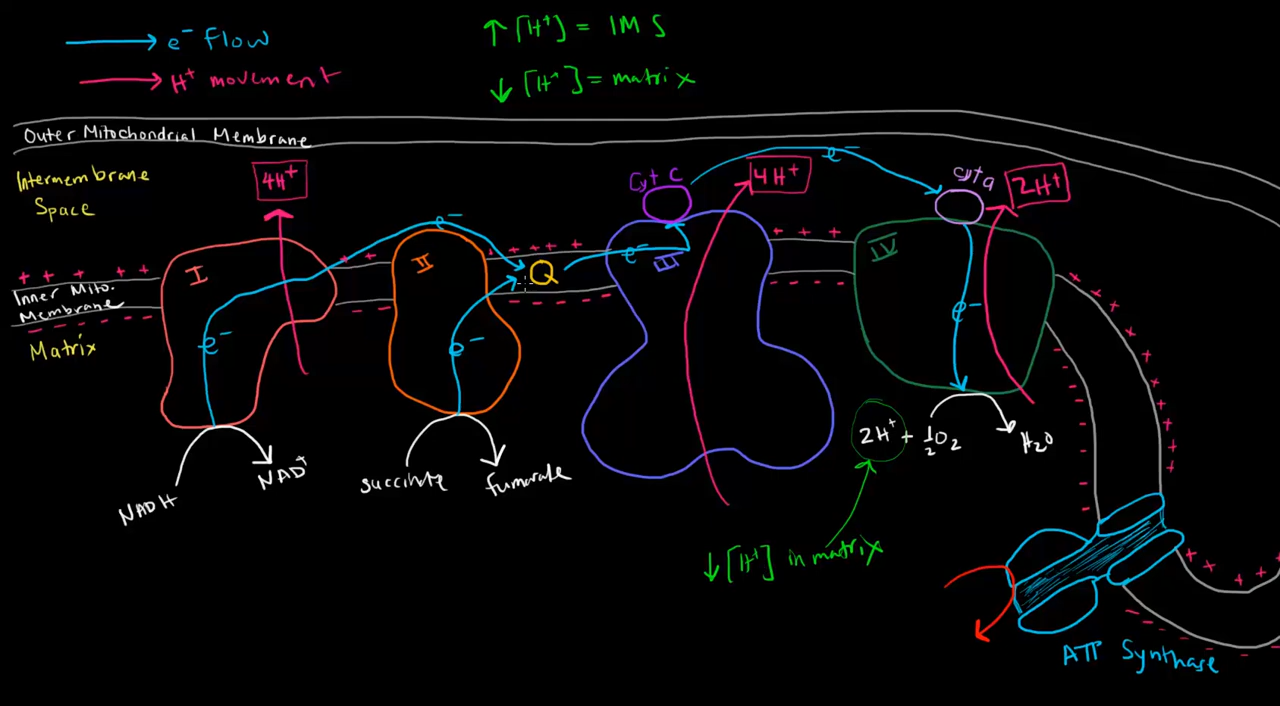 e⁻ flow
H⁺ movement
↑ [H⁺] = IMS
↓ [H⁺] = matrix
Outer Mitochondrial Membrane
Intermembrane
Space
4H⁺
Cyt C
4H⁺
e⁻
cyt a
2H⁺
e⁻
I
II
Q
e⁻
III
IV
Inner Mito.
Membrane
Matrix
e⁻
e⁻
e⁻
2H⁺ + ½O₂
H₂O
NADH
NAD⁺
succinate
fumarate
↓ [H⁺] in matrix
ATP Synthase